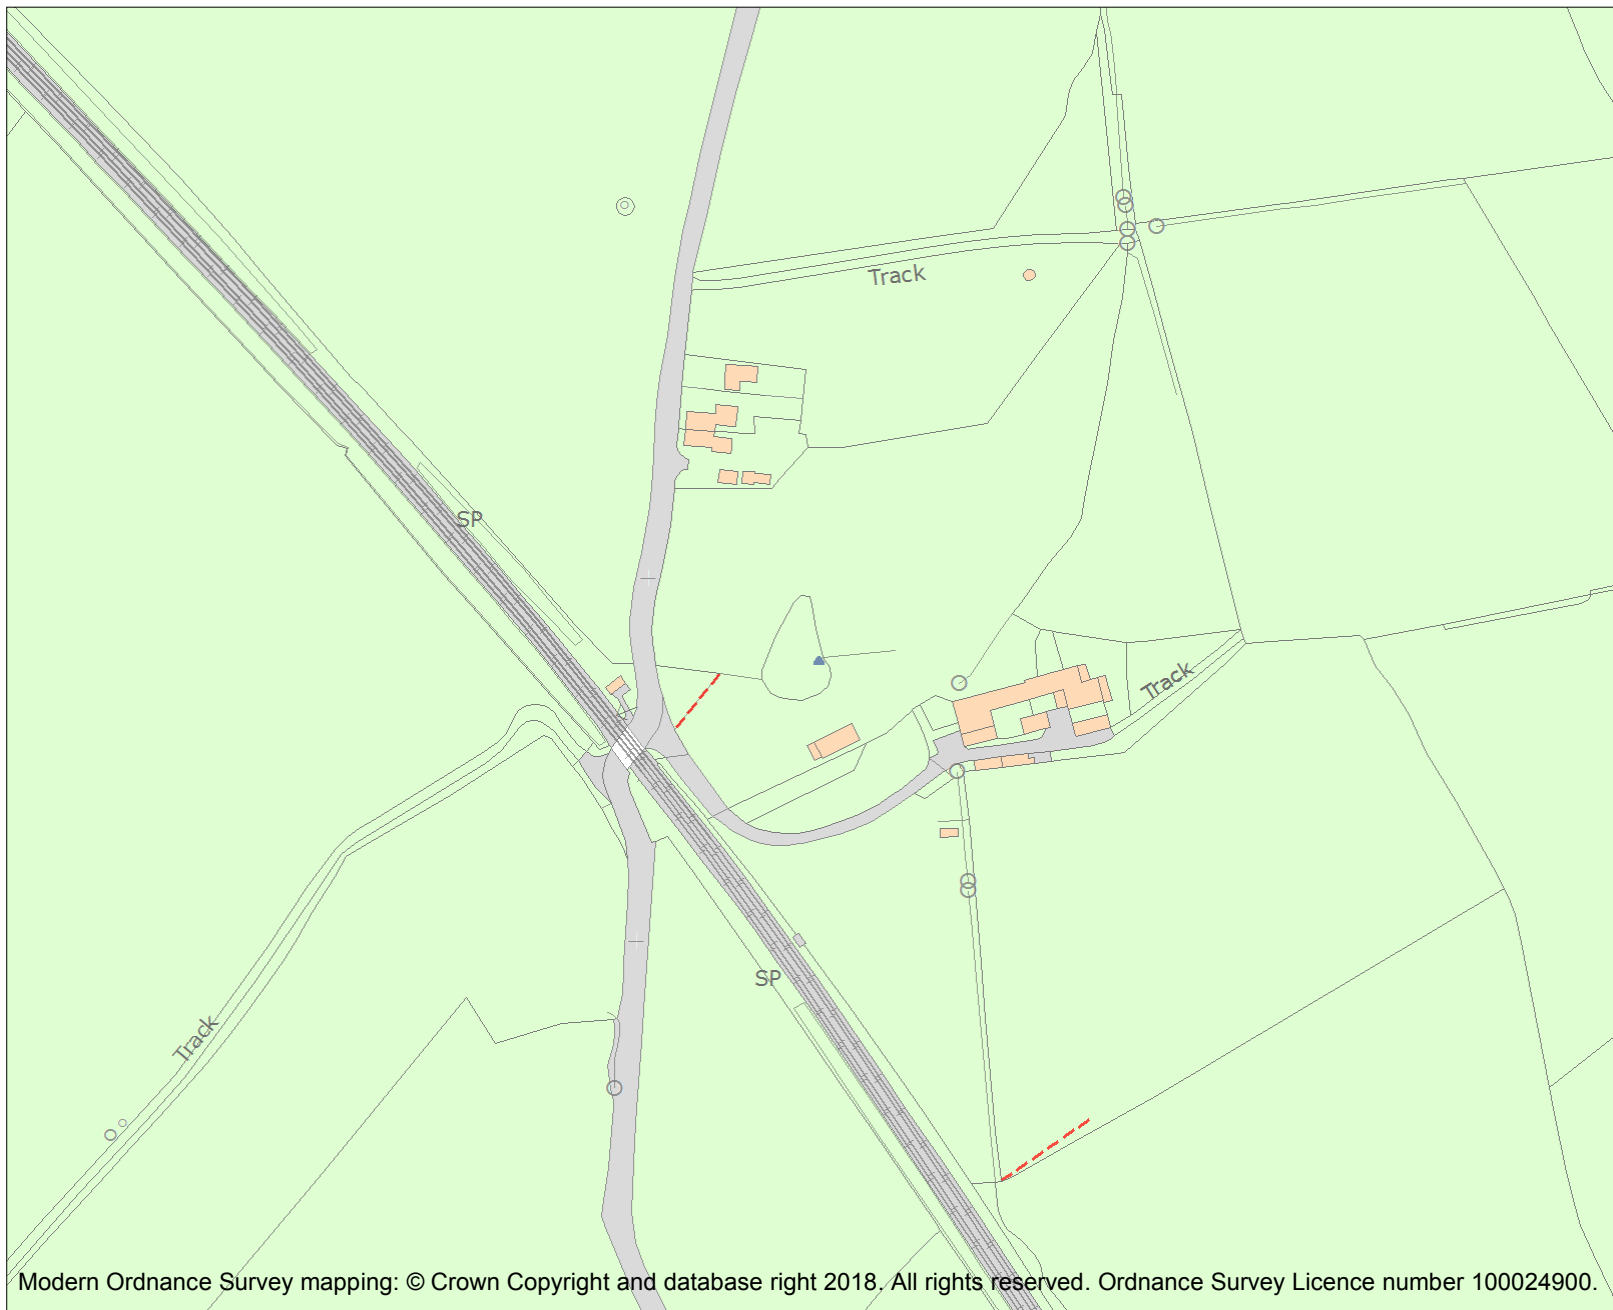 Track
SP
Track
SP
Track
Modern Ordnance Survey mapping: © Crown Copyright and database right 2018. All rights reserved. Ordnance Survey Licence number 100024900.